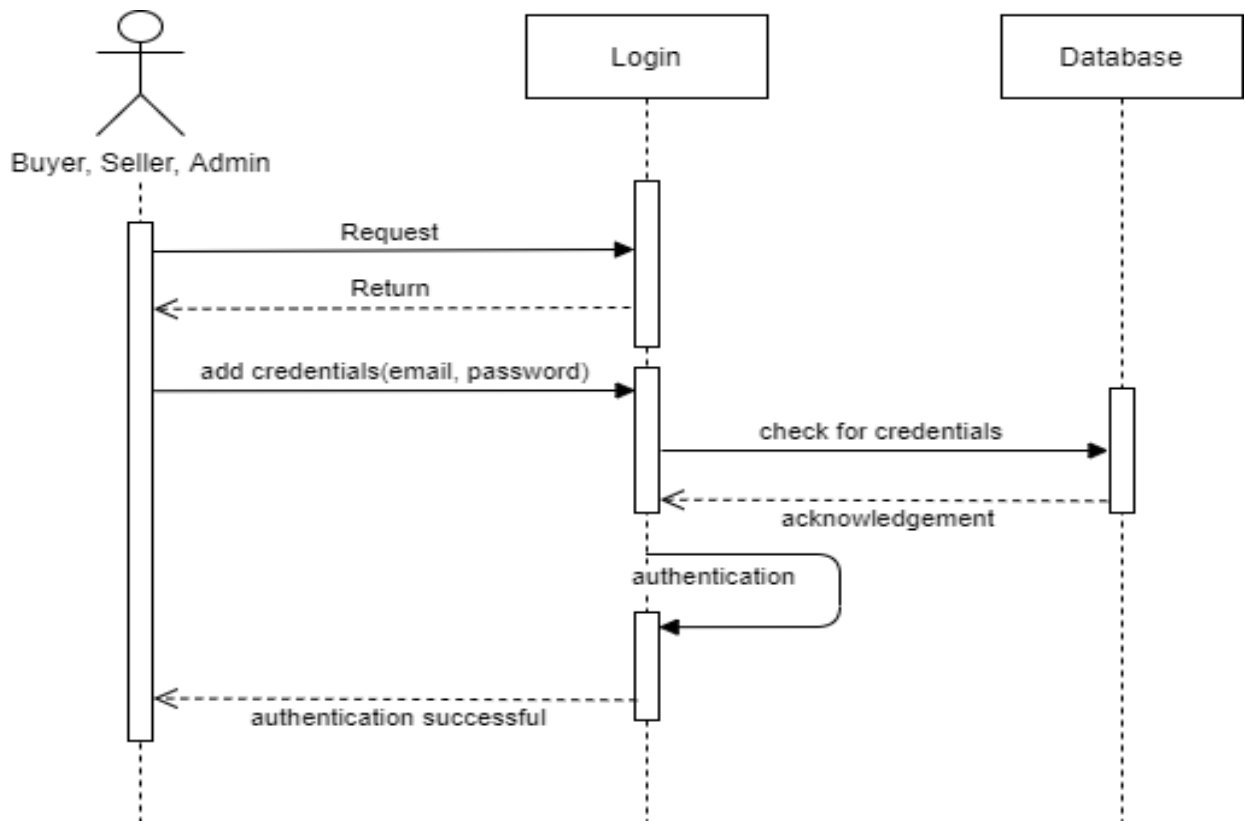 Login
Database
Buyer, Seller, Admin
Request
Return
add credentials(email, password)
check for credentials
acknowledgement
authentication
authentication successful